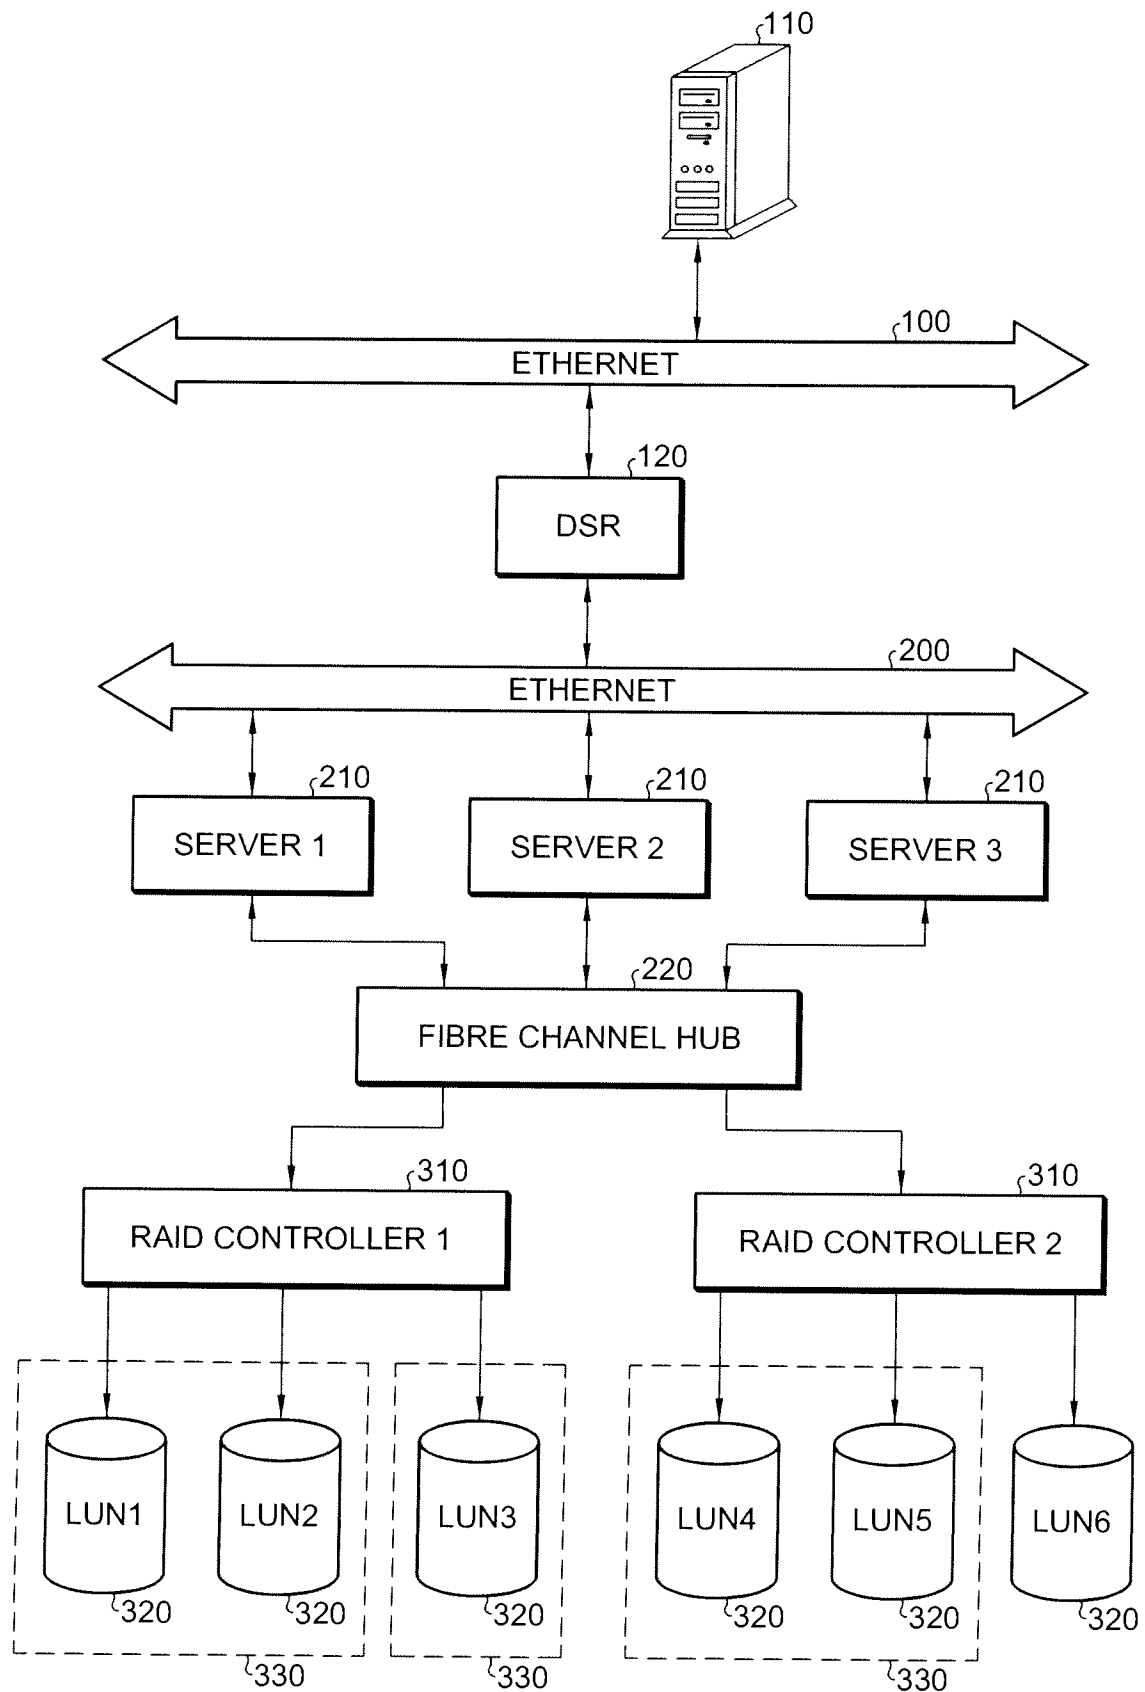 110
100
ETHERNET
120
DSR
200
ETHERNET
210 210 210
SERVER 1 SERVER 2 SERVER 3
220
FIBRE CHANNEL HUB
310 310
RAID CONTROLLER 1 RAID CONTROLLER 2
LUN1 LUN2 LUN3 LUN4 LUN5 LUN6
320 320 320 320 320 320
330 330 330